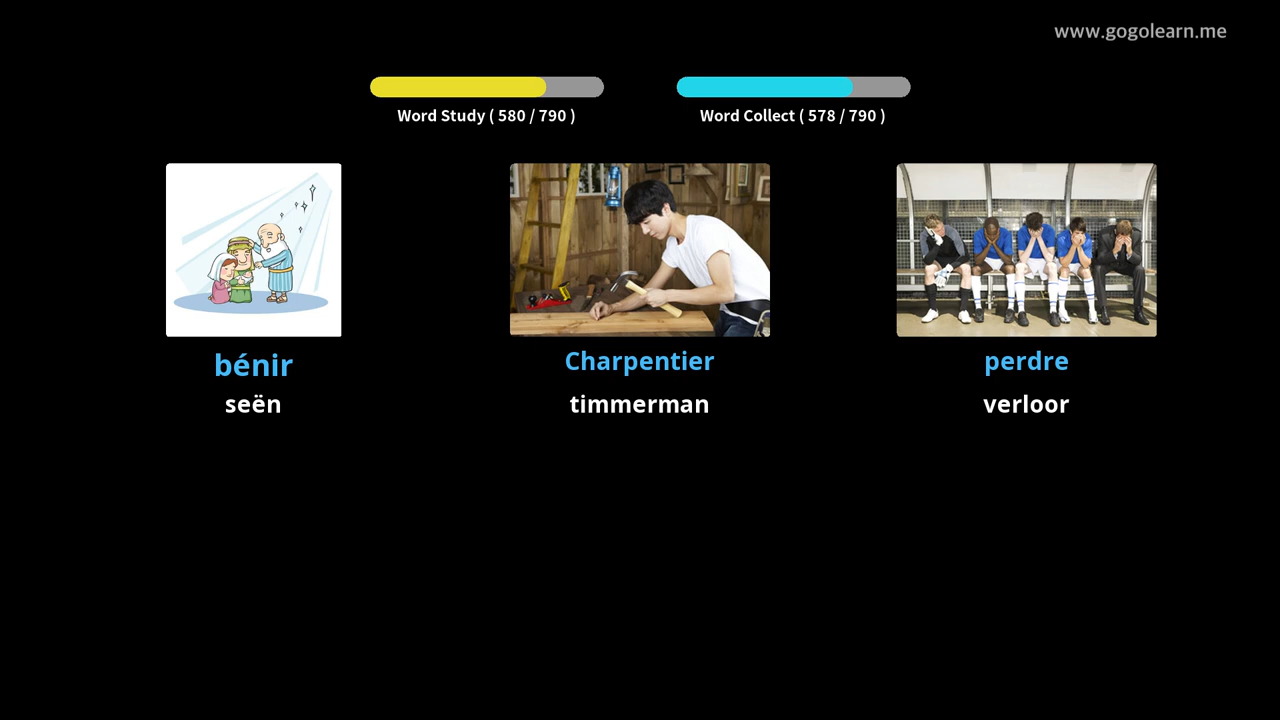 www.gogolearn.me
Word Study ( 580 / 790 )
Word Collect ( 578 / 790 )
bénir
seën
Charpentier
timmerman
perdre
verloor